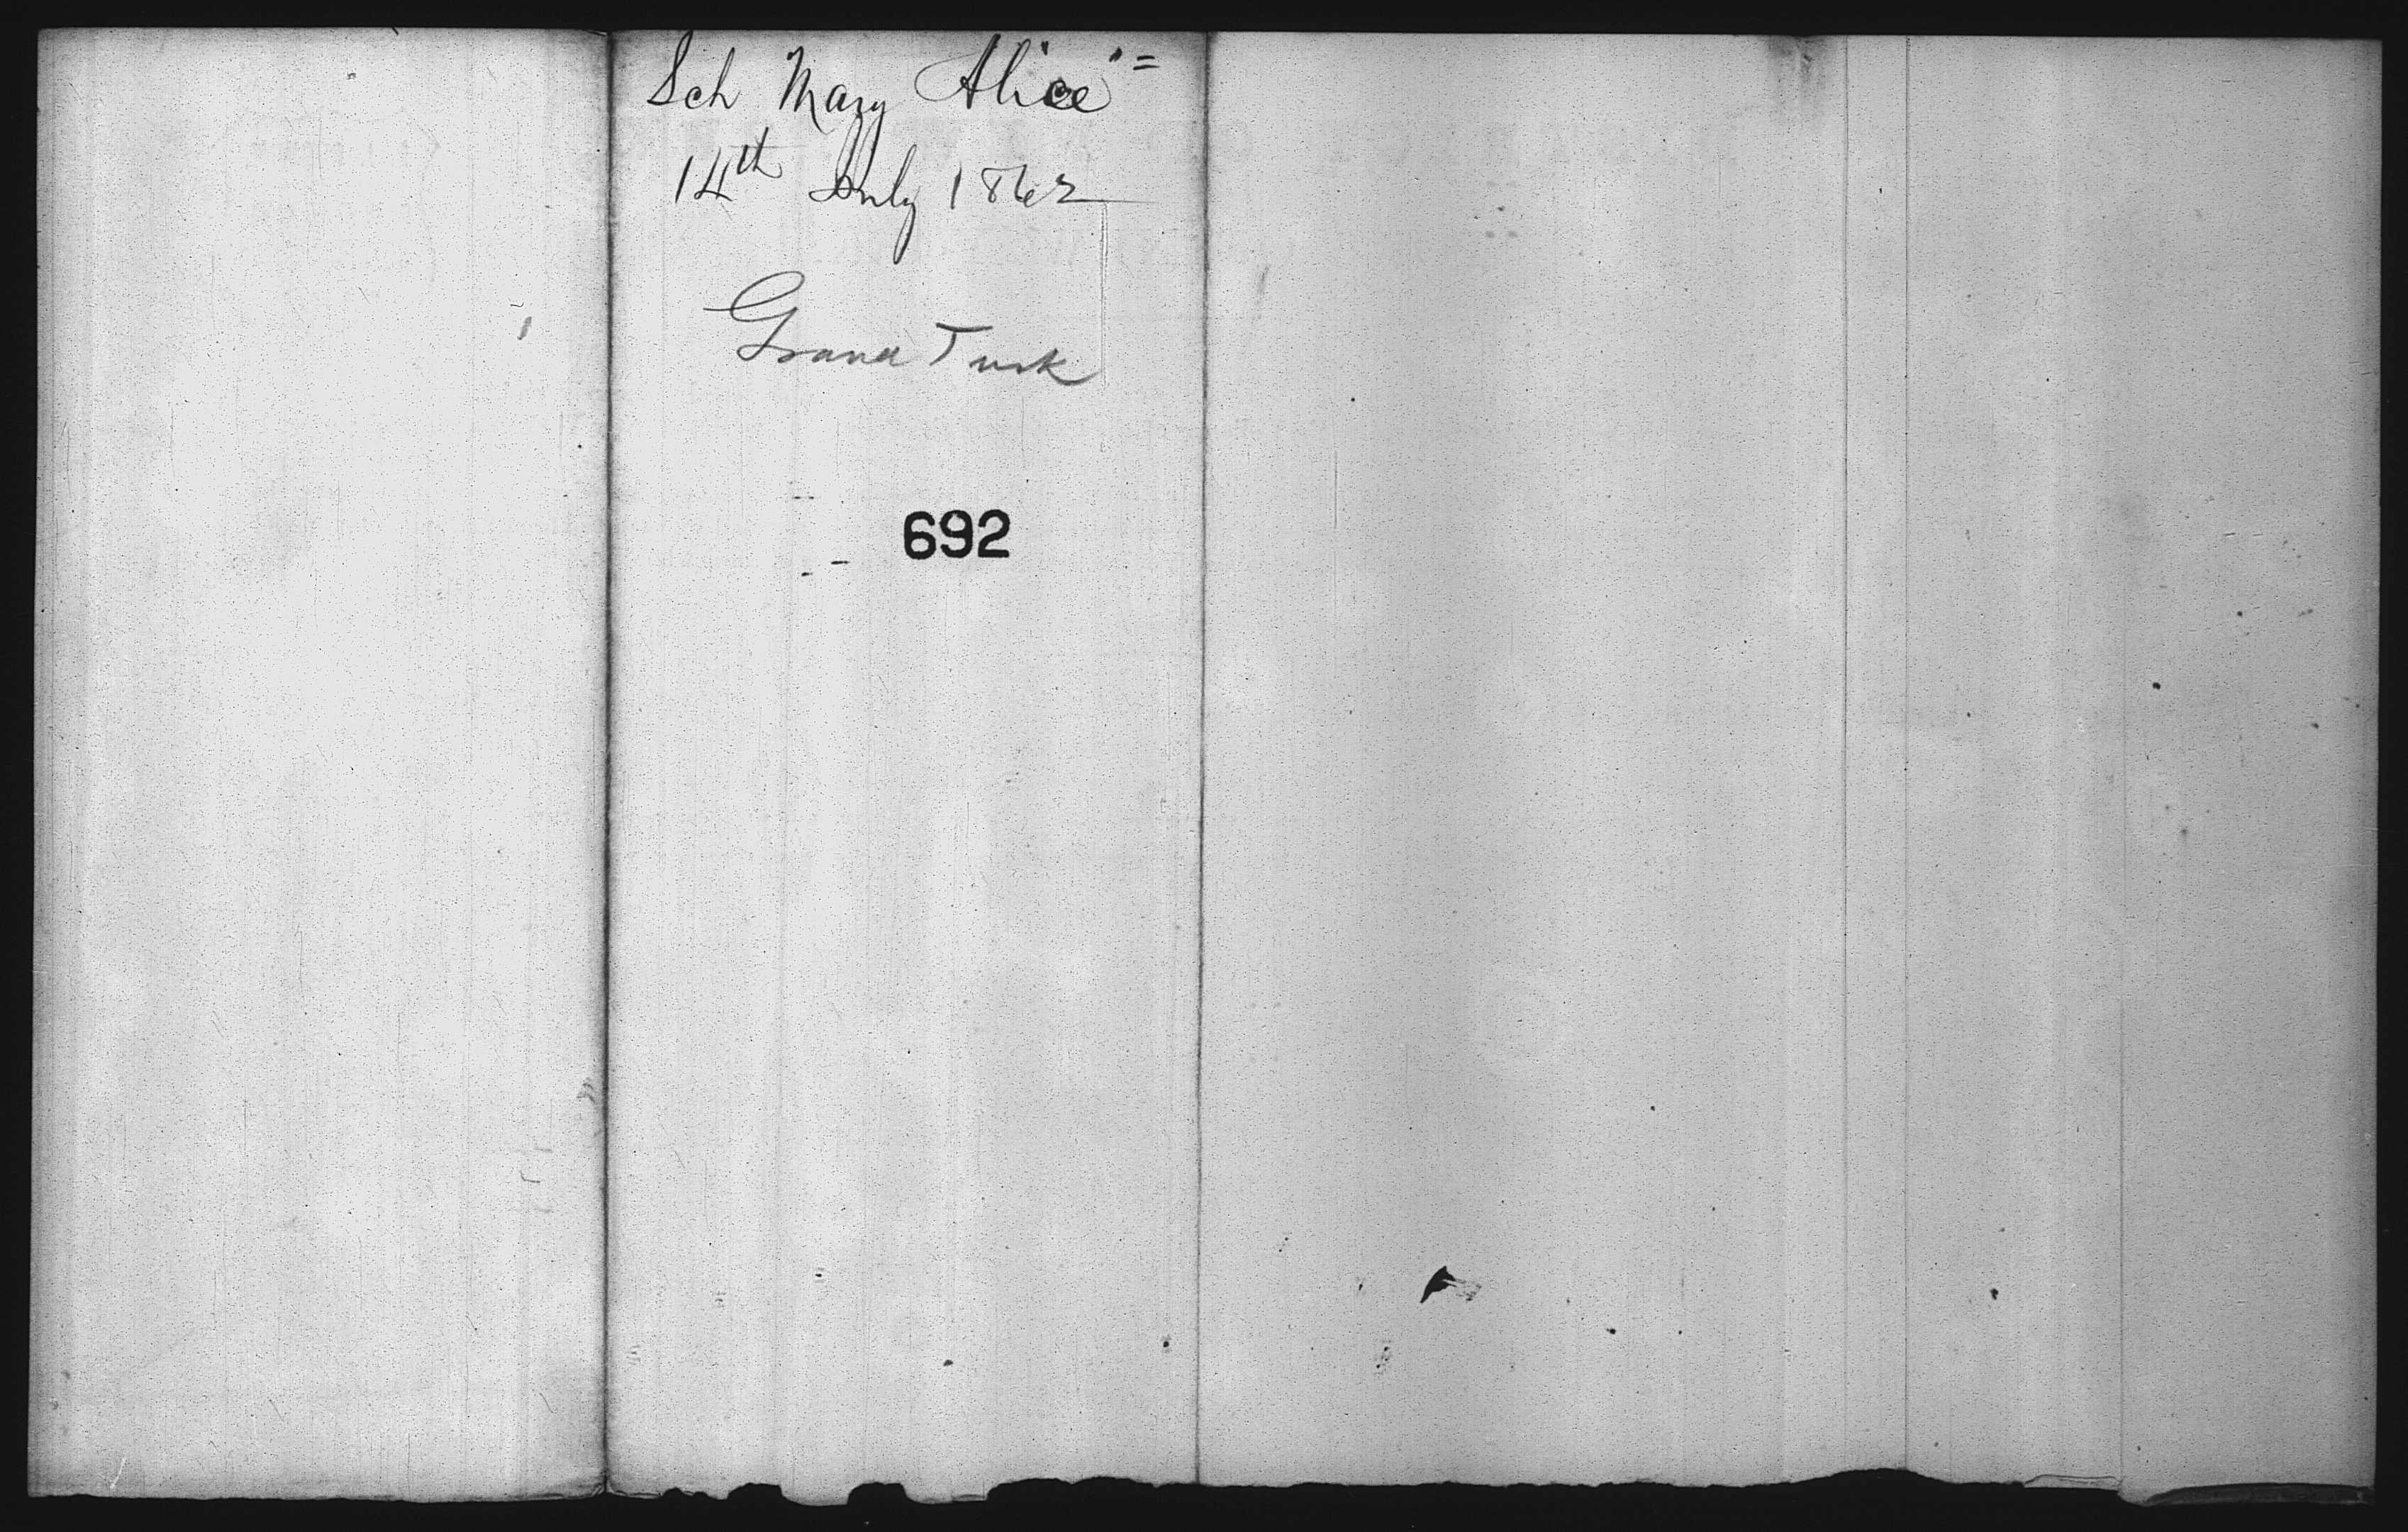 Sch Mary Alice" =
14th July 1862
Grand Turk
692